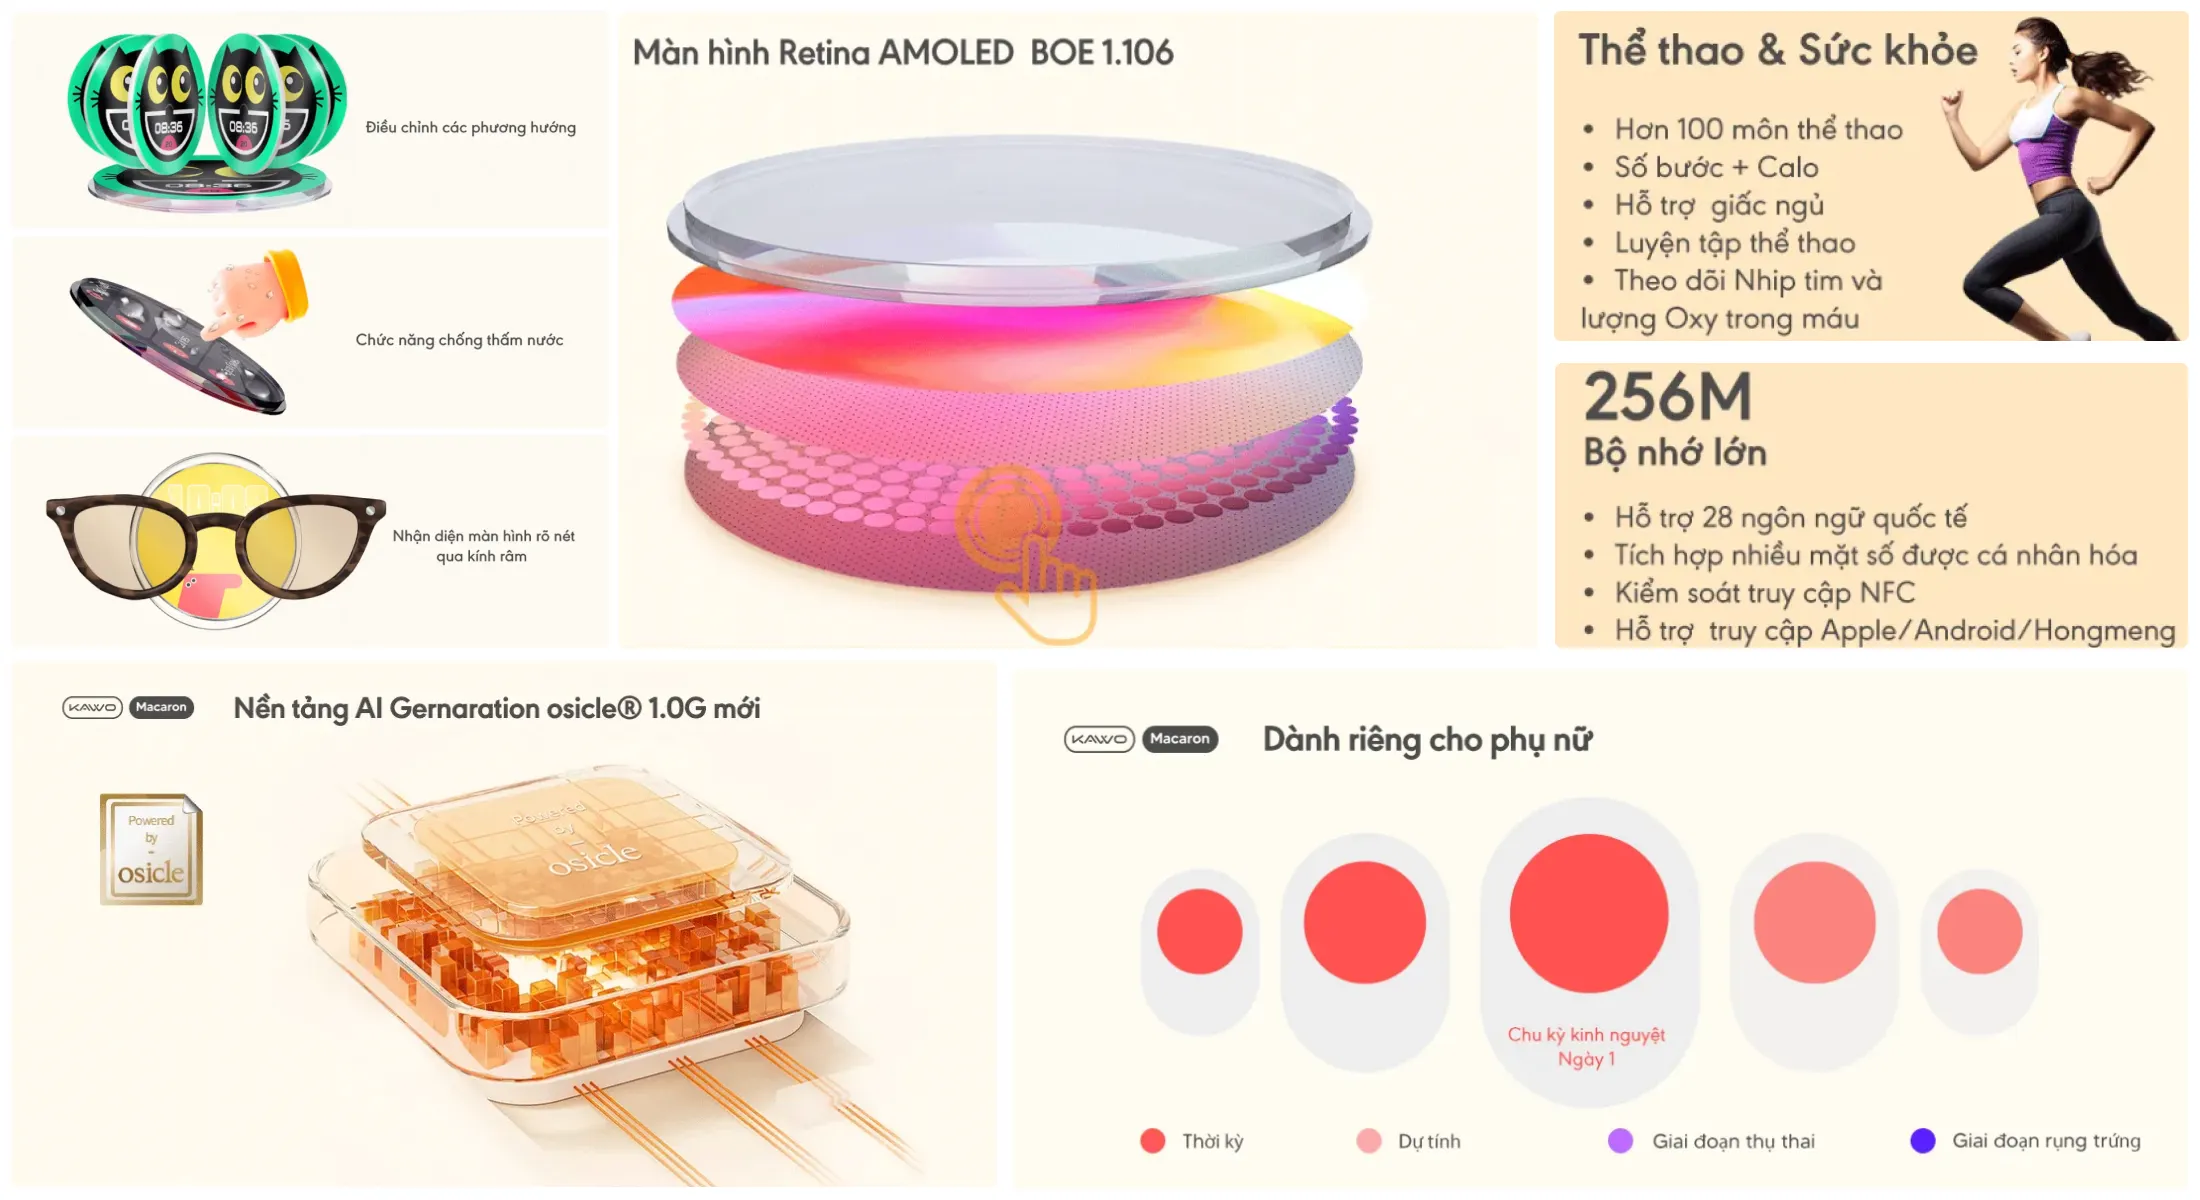 08:36
08:36
08:36
Điều chỉnh các phương hướng
Chức năng chống thấm nước
Nhận diện màn hình rõ nét
qua kính râm
Màn hình Retina AMOLED BOE 1.106
Thể thao & Sức khỏe
• Hơn 100 môn thể thao
• Số bước + Calo
• Hỗ trợ giấc ngủ
• Luyện tập thể thao
• Theo dõi Nhip tim và
lượng Oxy trong máu
256M
Bộ nhớ lớn
• Hỗ trợ 28 ngôn ngữ quốc tế
• Tích hợp nhiều mặt số được cá nhân hóa
• Kiểm soát truy cập NFC
• Hỗ trợ truy cập Apple/Android/Hongmeng
KAWO Macaron Nền tảng AI Gernaration osicle® 1.0G mới
Powered
by
-
osicle
Powered
by
osicle
KAWO Macaron Dành riêng cho phụ nữ
Chu kỳ kinh nguyệt
Ngày 1
Thời kỳ
Dự tính
Giai đoạn thụ thai
Giai đoạn rụng trứng